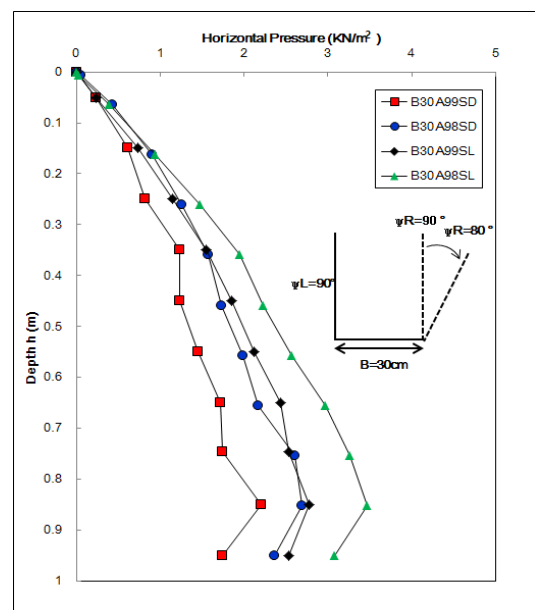 Horizontal Pressure (KN/m²)
0 1 2 3 4 5
0
0.1
0.2
0.3
0.4
0.5
0.6
0.7
0.8
0.9
1
Depth h (m)
B30A99SD
B30A98SD
B30A99SL
B30A98SL
ψR=90 °
ψR=80 °
ψL=90°
B=30cm